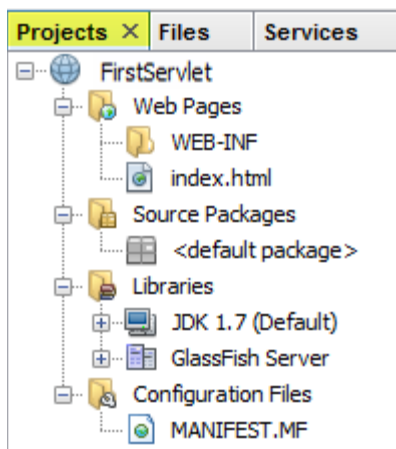 Projects Files Services
FirstServlet
Web Pages
WEB-INF
index.html
Source Packages
<default package>
Libraries
JDK 1.7 (Default)
GlassFish Server
Configuration Files
MANIFEST.MF